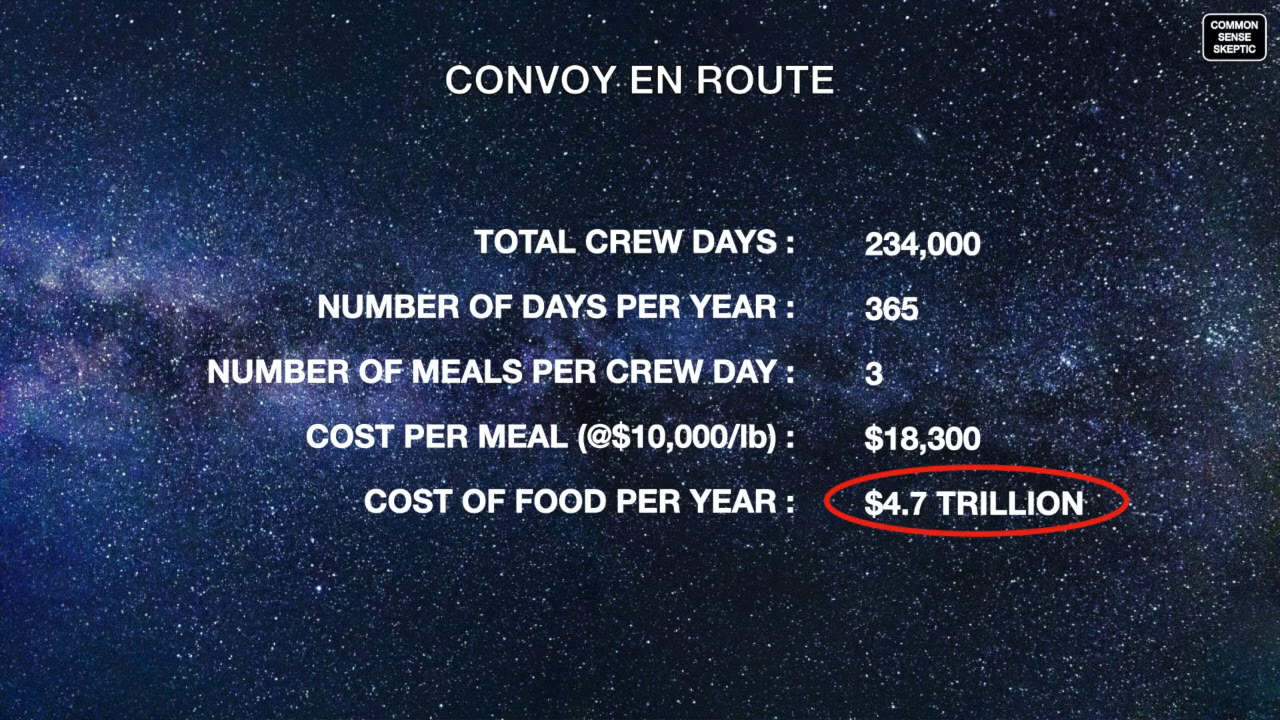 COMMON
SENSE
SKEPTIC
CONVOY EN ROUTE
TOTAL CREW DAYS : 234,000
NUMBER OF DAYS PER YEAR : 365
NUMBER OF MEALS PER CREW DAY : 3
COST PER MEAL (@$10,000/lb) : $18,300
COST OF FOOD PER YEAR : $4.7 TRILLION